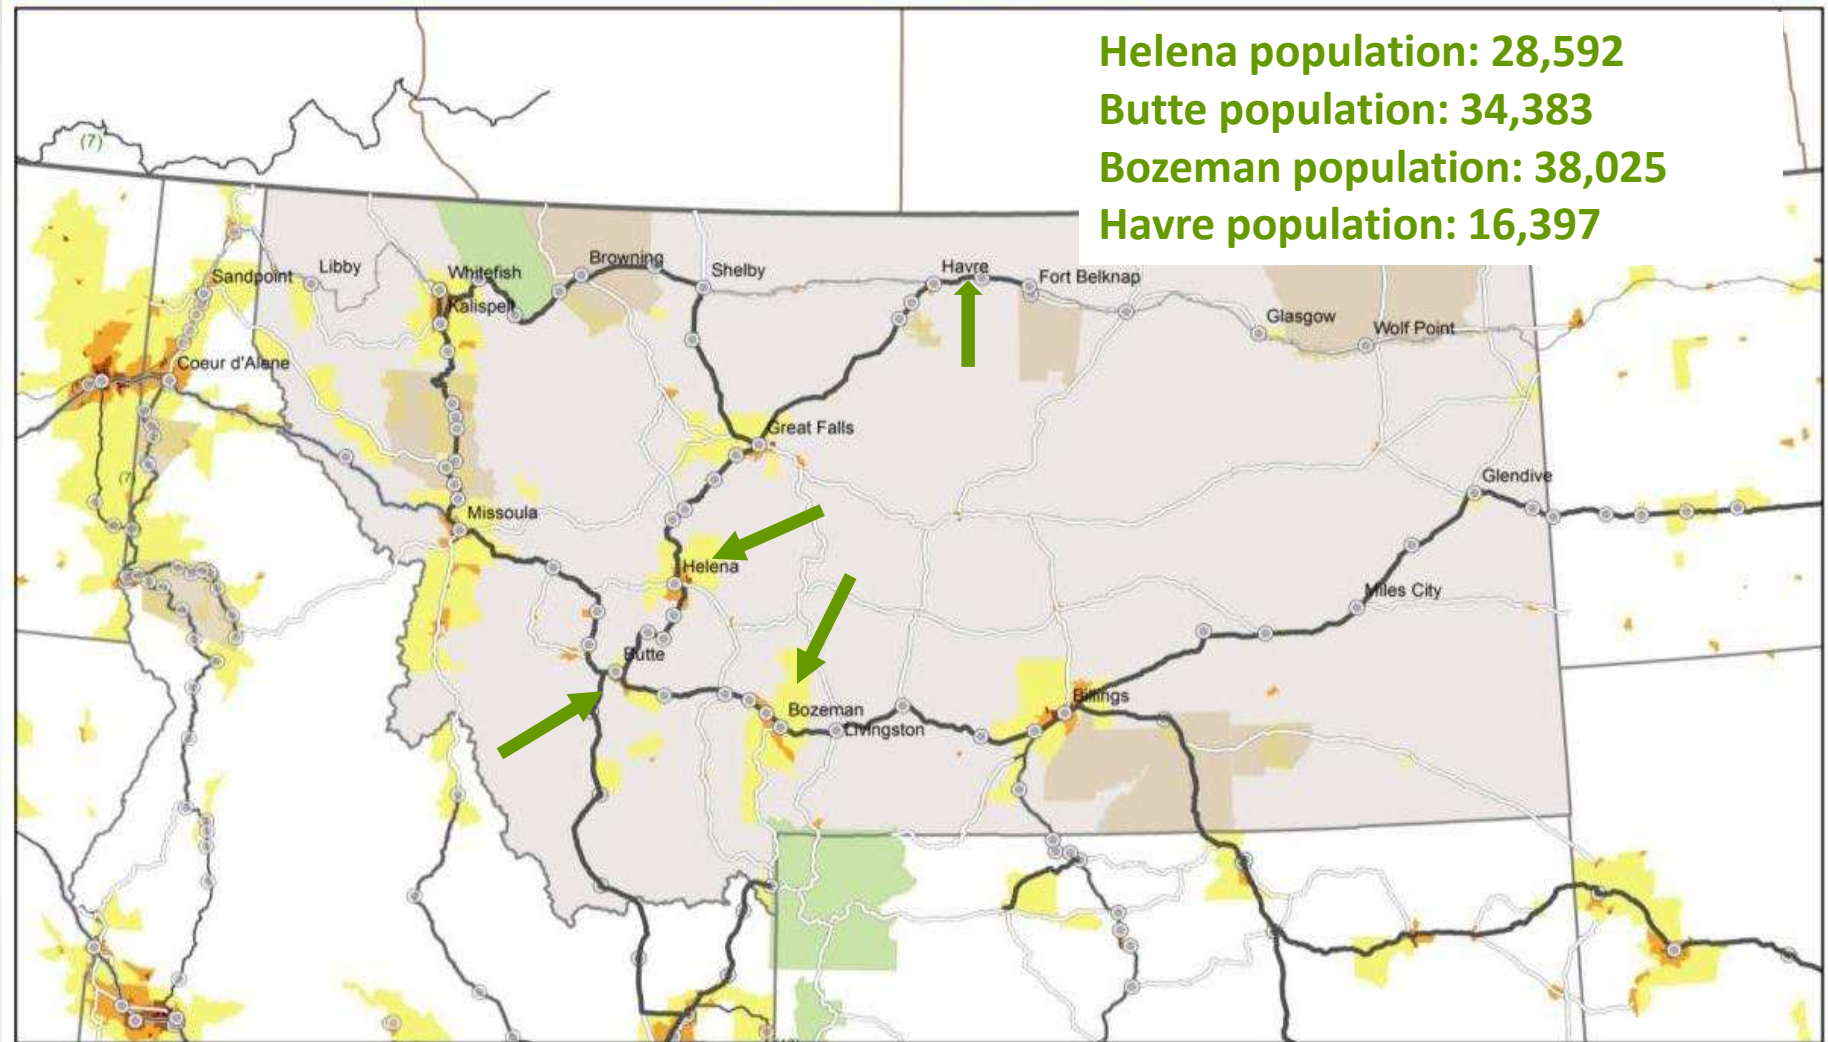 Helena population: 28,592
Butte population: 34,383
Bozeman population: 38,025
Havre population: 16,397
(7)
Sandpoint
Libby
Whitefish
Browning
Shelby
Havre
Fort Belknap
Kalispell
Glasgow
Wolf Point
Coeur d'Alene
Great Falls
Glendive
Missoula
Helena
Miles City
Butte
Billings
Bozeman
Livingston